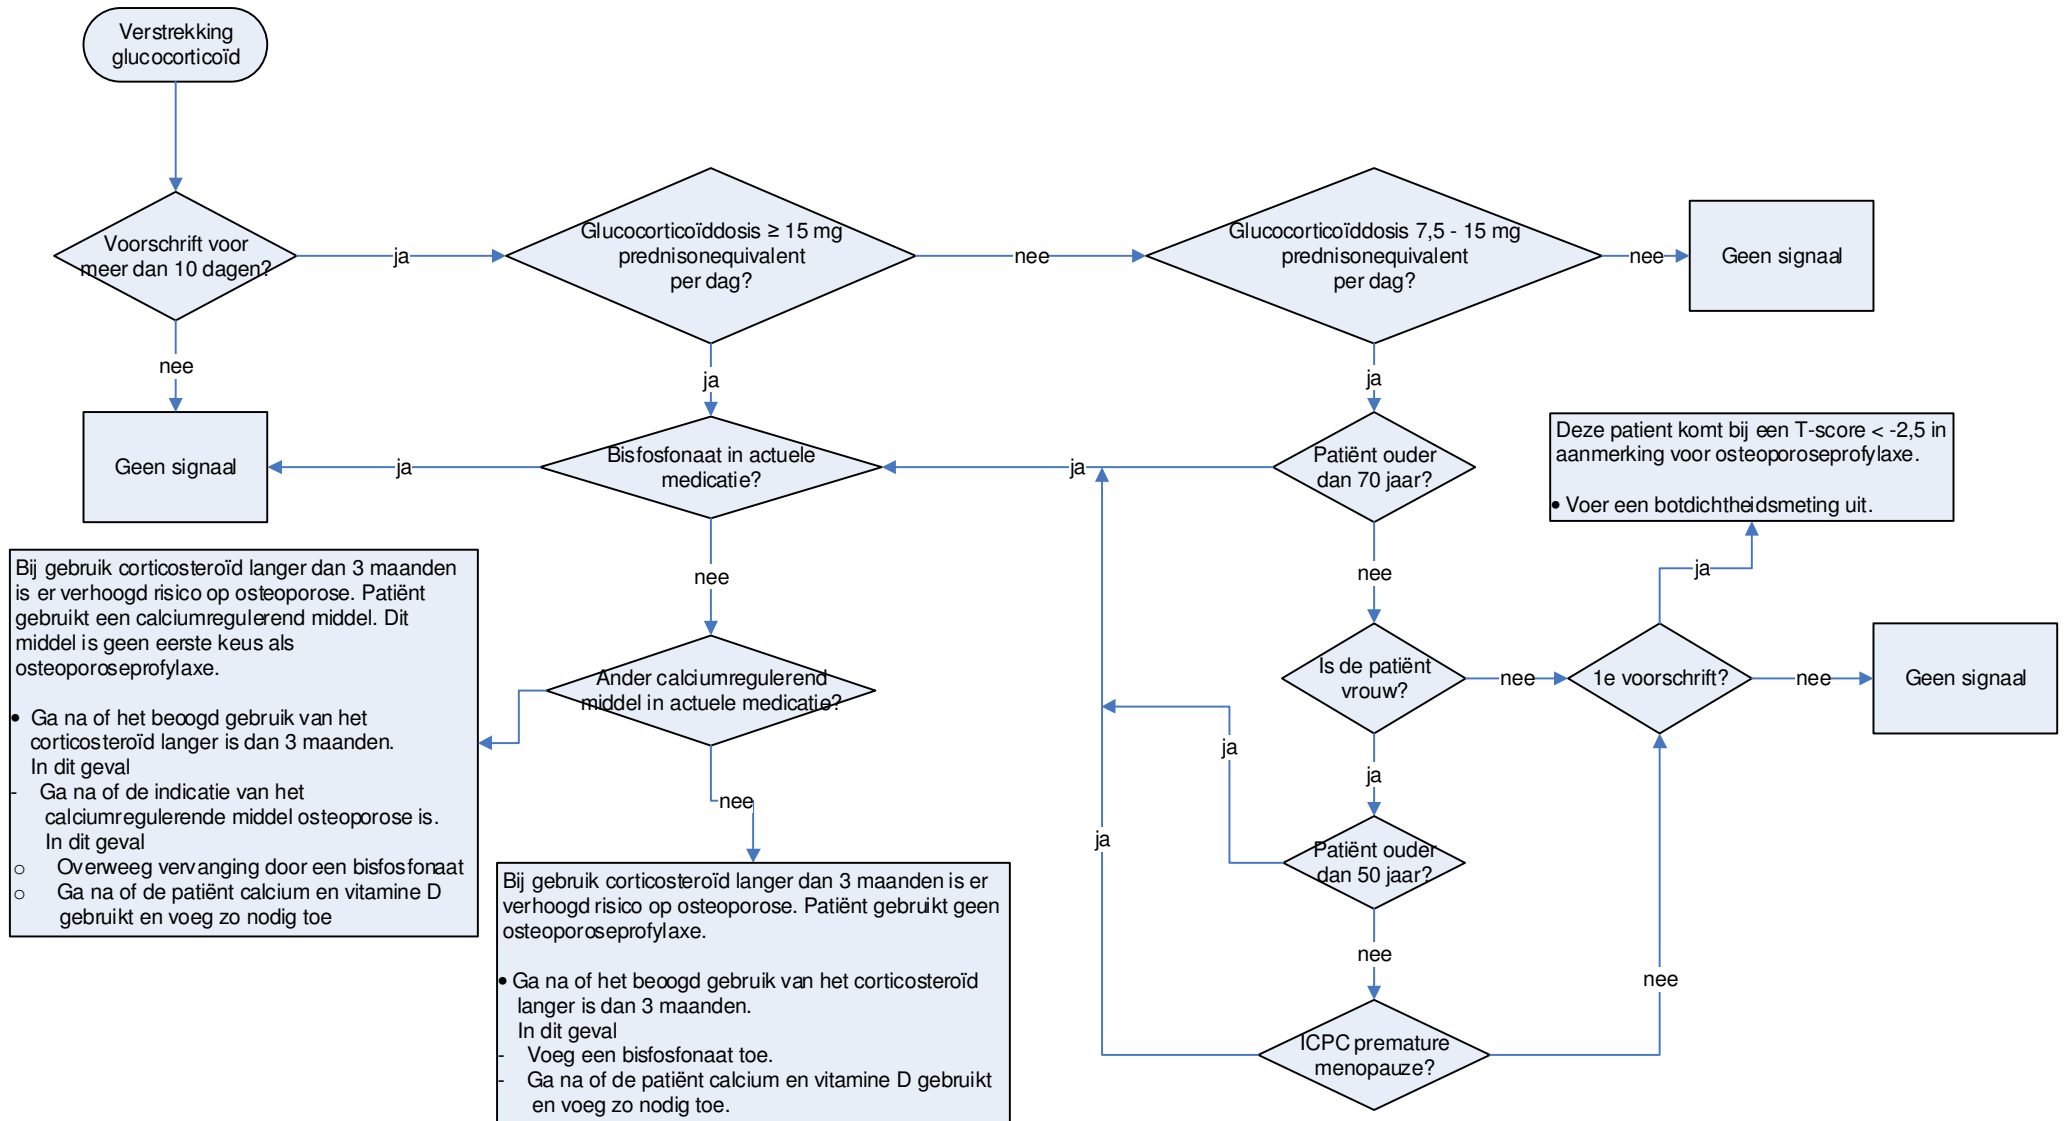 Verstrekking
glucocorticoïd
Voorschrift voor
meer dan 10 dagen?
ja
Glucocorticoïddosis ≥ 15 mg
prednisonequivalent
per dag?
nee
Glucocorticoïddosis 7,5 - 15 mg
prednisonequivalent
per dag?
nee
Geen signaal
nee
ja
ja
Geen signaal
ja
Bisfosfonaat in actuele
medicatie?
ja
Patiënt ouder
dan 70 jaar?
Deze patient komt bij een T-score < -2,5 in
aanmerking voor osteoporoseprofylaxe.
• Voer een botdichtheidsmeting uit.
nee
nee
ja
Bij gebruik corticosteroïd langer dan 3 maanden
is er verhoogd risico op osteoporose. Patiënt
gebruikt een calciumregulerend middel. Dit
middel is geen eerste keus als
osteoporoseprofylaxe.
• Ga na of het beoogd gebruik van het
corticosteroïd langer is dan 3 maanden.
In dit geval
- Ga na of de indicatie van het
calciumregulerende middel osteoporose is.
In dit geval
○ Overweeg vervanging door een bisfosfonaat
○ Ga na of de patiënt calcium en vitamine D
gebruikt en voeg zo nodig toe
Ander calciumregulerend
middel in actuele medicatie?
Is de patiënt
vrouw?
nee
1e voorschrift?
nee
Geen signaal
nee
ja
ja
ja
Patiënt ouder
dan 50 jaar?
Bij gebruik corticosteroïd langer dan 3 maanden is er
verhoogd risico op osteoporose. Patiënt gebruikt geen
osteoporoseprofylaxe.
• Ga na of het beoogd gebruik van het corticosteroïd
langer is dan 3 maanden.
In dit geval
- Voeg een bisfosfonaat toe.
- Ga na of de patiënt calcium en vitamine D gebruikt
en voeg zo nodig toe.
nee
nee
ICPC premature
menopauze?